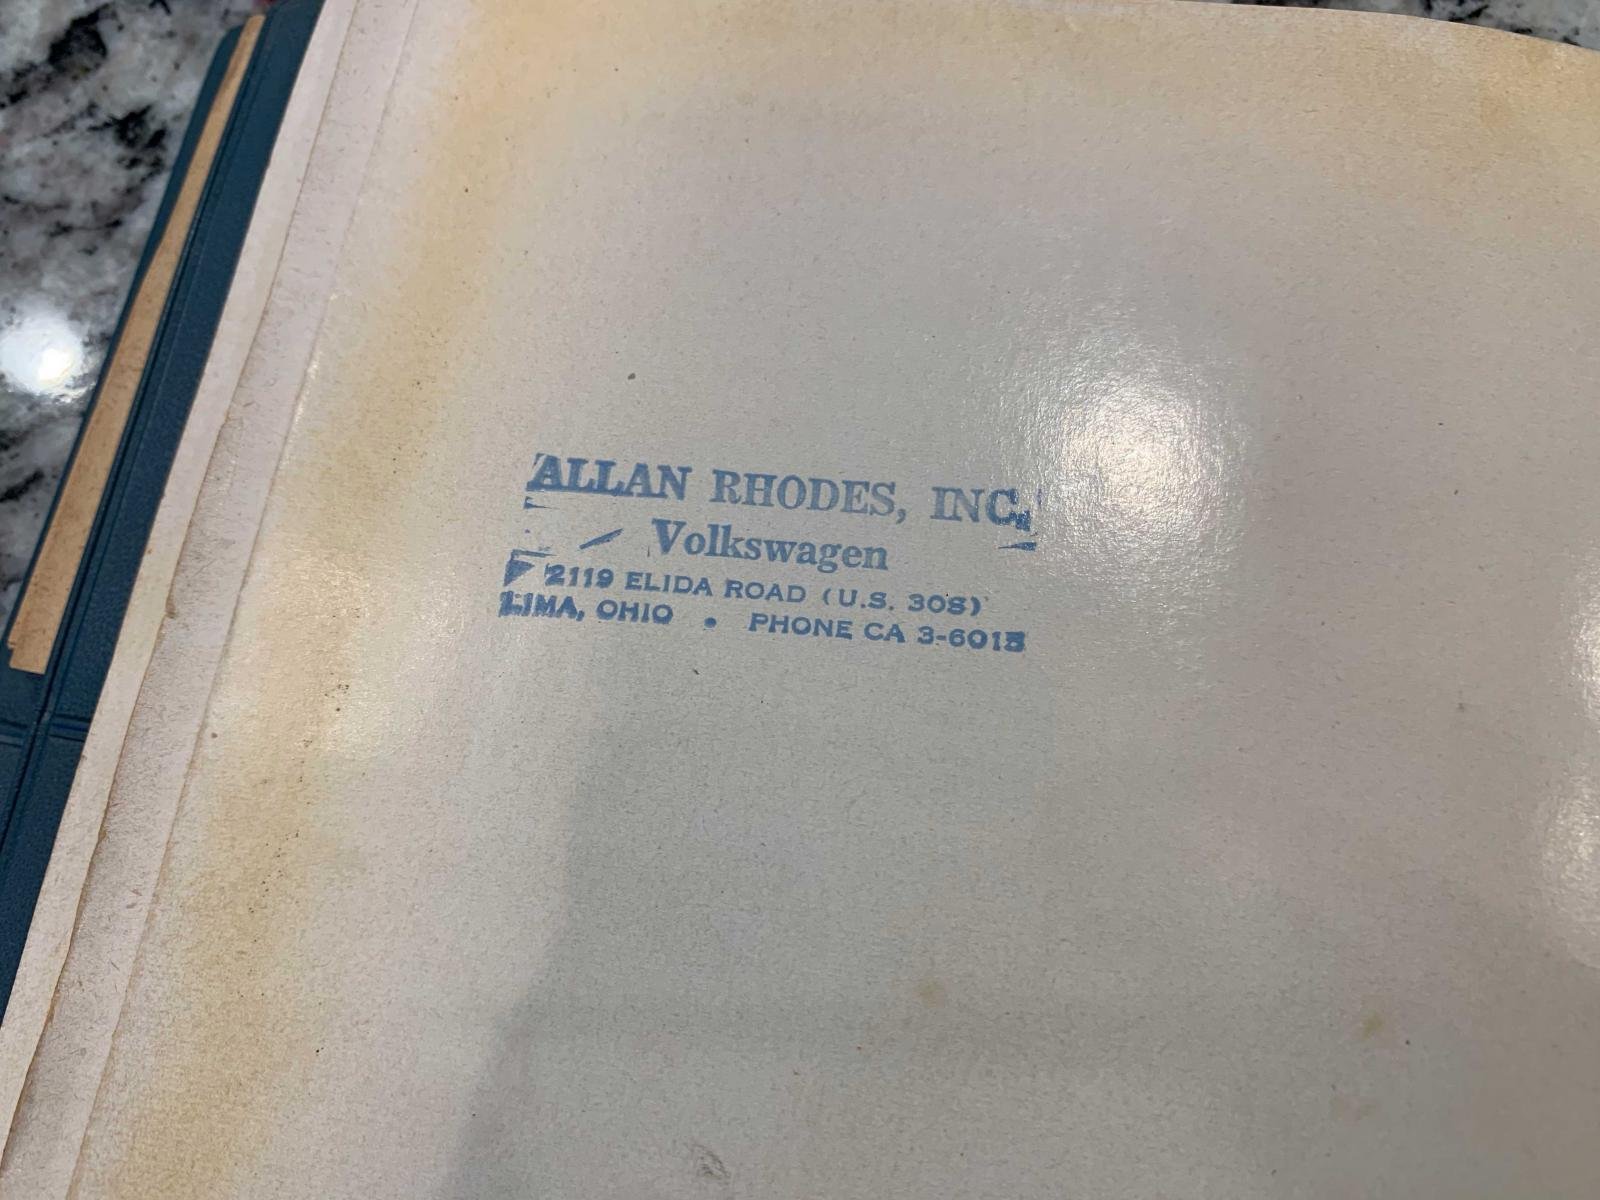 ALLAN RHODES, INC.
Volkswagen
2119 ELIDA ROAD (U.S. 30S)
LIMA, OHIO • PHONE CA 3-6015